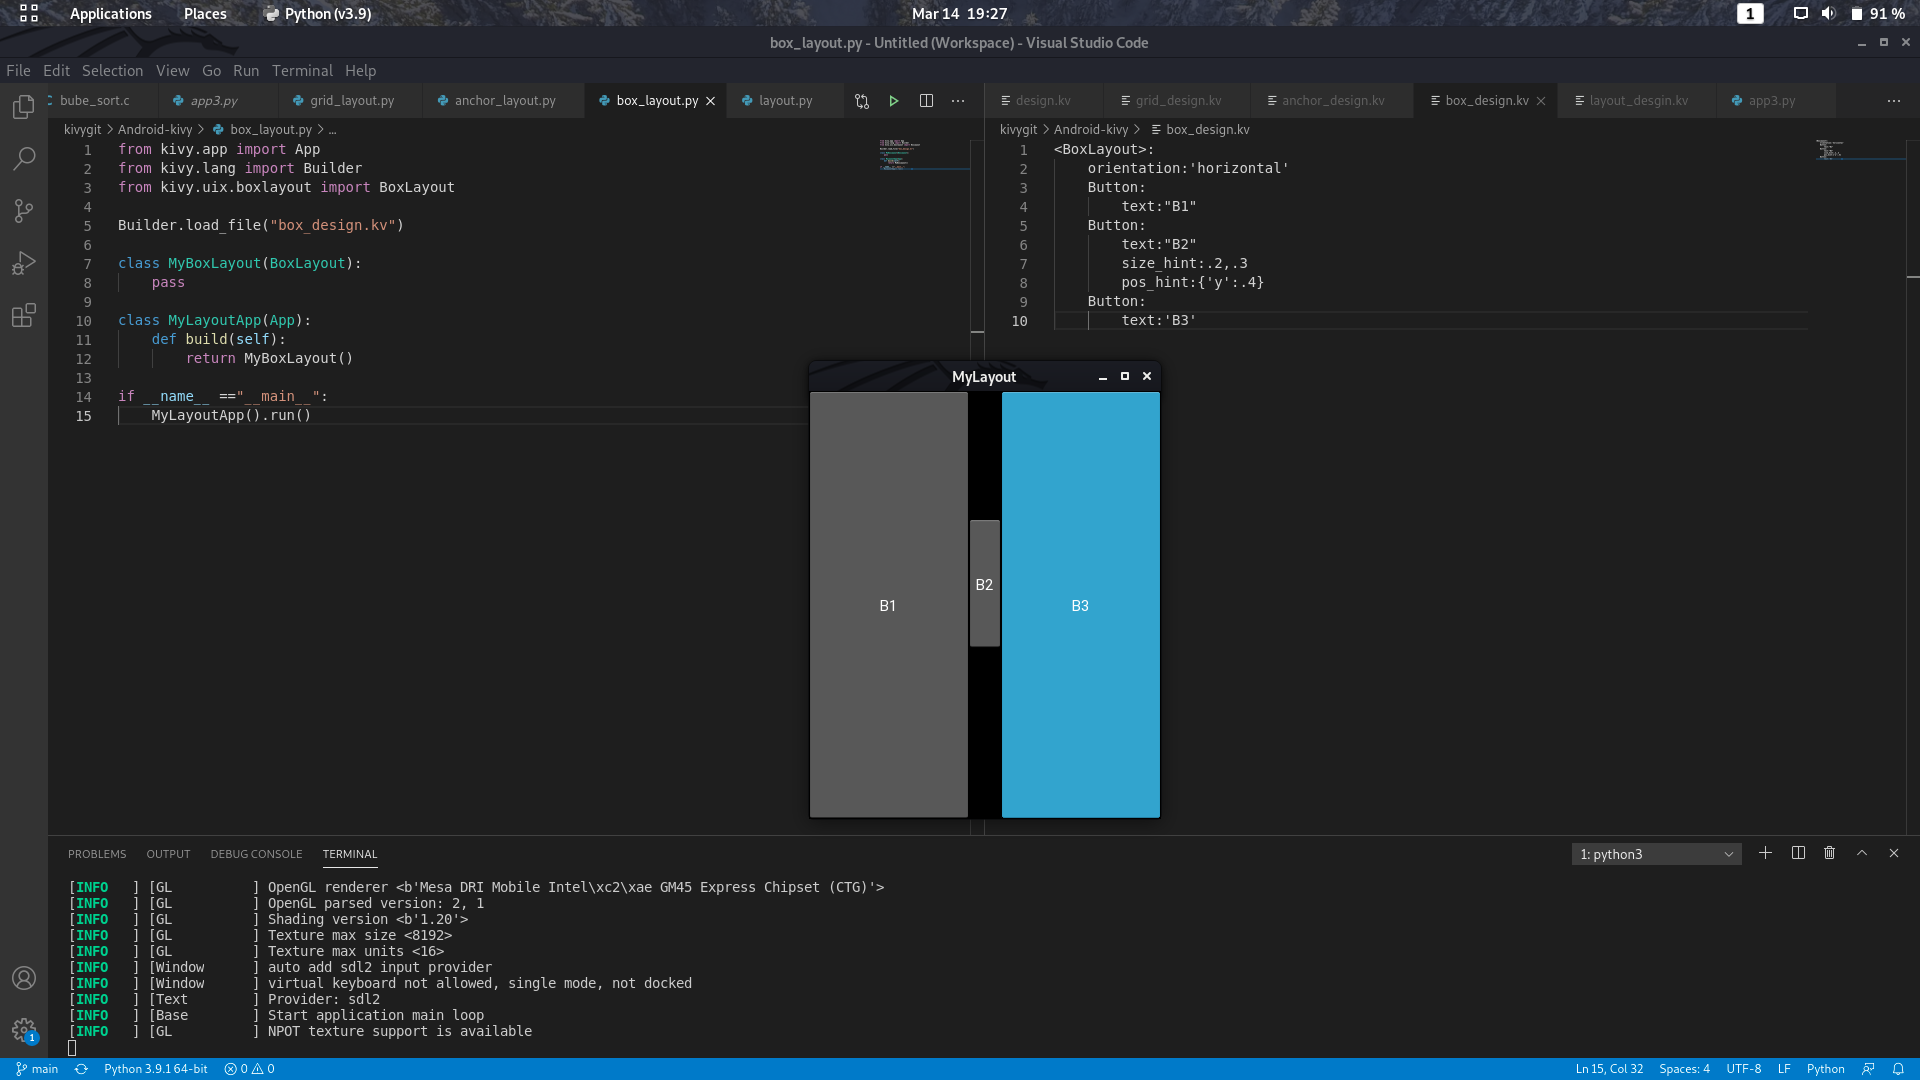 Applications Places Python (v3.9) Mar 14 19:27 1 91 %
box_layout.py - Untitled (Workspace) - Visual Studio Code
File Edit Selection View Go Run Terminal Help
bube_sort.c app3.py grid_layout.py anchor_layout.py box_layout.py layout.py
kivygit > Android-kivy > box_layout.py > ...
1 from kivy.app import App
2 from kivy.lang import Builder
3 from kivy.uix.boxlayout import BoxLayout
4
5 Builder.load_file("box_design.kv")
6
7 class MyBoxLayout(BoxLayout):
8 pass
9
10 class MyLayoutApp(App):
11 def build(self):
12 return MyBoxLayout()
13
14 if __name__ =="__main__":
15 MyLayoutApp().run()
design.kv grid_design.kv anchor_design.kv box_design.kv layout_desgin.kv app3.py
kivygit > Android-kivy > box_design.kv
1 <BoxLayout>:
2 orientation:'horizontal'
3 Button:
4 text:"B1"
5 Button:
6 text:"B2"
7 size_hint:.2,.3
8 pos_hint:{'y':.4}
9 Button:
10 text:'B3'
MyLayout
B1
B2
B3
PROBLEMS OUTPUT DEBUG CONSOLE TERMINAL 1: python3
[INFO ] [GL ] OpenGL renderer <b'Mesa DRI Mobile Intel\xc2\xae GM45 Express Chipset (CTG)'>
[INFO ] [GL ] OpenGL parsed version: 2, 1
[INFO ] [GL ] Shading version <b'1.20'>
[INFO ] [GL ] Texture max size <8192>
[INFO ] [GL ] Texture max units <16>
[INFO ] [Window ] auto add sdl2 input provider
[INFO ] [Window ] virtual keyboard not allowed, single mode, not docked
[INFO ] [Text ] Provider: sdl2
[INFO ] [Base ] Start application main loop
[INFO ] [GL ] NPOT texture support is available
1
main Python 3.9.1 64-bit 0 0 Ln 15, Col 32 Spaces: 4 UTF-8 LF Python